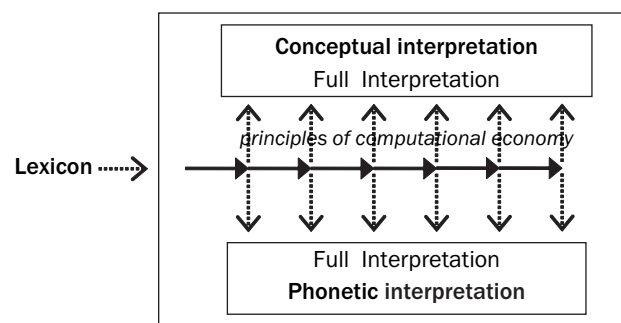 Conceptual interpretation
Full Interpretation
principles of computational economy
Lexicon
Full Interpretation
Phonetic interpretation